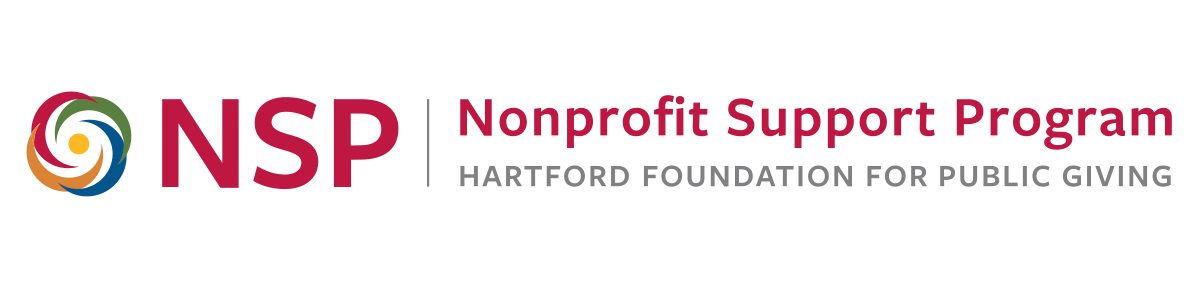 NSP
Nonprofit Support Program
HARTFORD FOUNDATION FOR PUBLIC GIVING